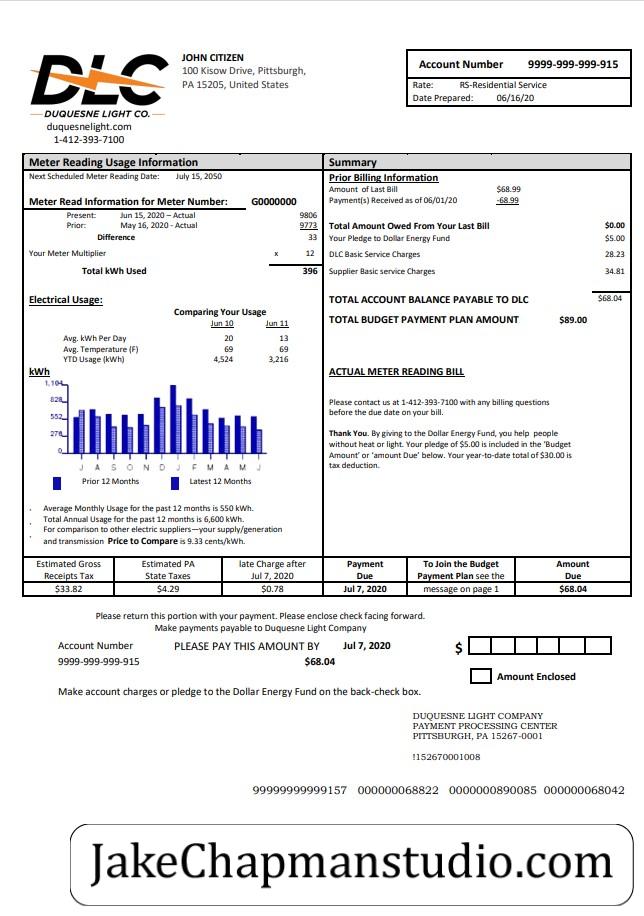 DLC
DUQUESNE LIGHT CO.
duquesnelight.com
1-412-393-7100
JOHN CITIZEN
100 Kisow Drive, Pittsburgh,
PA 15205, United States
Account Number 9999-999-999-915
Rate: RS-Residential Service
Date Prepared: 06/16/20
Meter Reading Usage Information
Next Scheduled Meter Reading Date: July 15, 2050
Meter Read Information for Meter Number: G0000000
Present: Jun 15, 2020 – Actual 9806
Prior: May 16, 2020 - Actual 9773
Difference 33
Your Meter Multiplier x 12
Total kWh Used 396
Electrical Usage:
Comparing Your Usage
Jun 10 Jun 11
Avg. kWh Per Day 20 13
Avg. Temperature (F) 69 69
YTD Usage (kWh) 4,524 3,216
kWh
1,104
828
552
276
0
J A S O N D J F M A M J
Prior 12 Months Latest 12 Months
Average Monthly Usage for the past 12 months is 550 kWh.
Total Annual Usage for the past 12 months is 6,600 kWh.
For comparison to other electric suppliers—your supply/generation
and transmission Price to Compare is 9.33 cents/kWh.
Summary
Prior Billing Information
Amount of Last Bill $68.99
Payment(s) Received as of 06/01/20 -68.99
Total Amount Owed From Your Last Bill $0.00
Your Pledge to Dollar Energy Fund $5.00
DLC Basic Service Charges 28.23
Supplier Basic service Charges 34.81
TOTAL ACCOUNT BALANCE PAYABLE TO DLC $68.04
TOTAL BUDGET PAYMENT PLAN AMOUNT $89.00
ACTUAL METER READING BILL
Please contact us at 1-412-393-7100 with any billing questions
before the due date on your bill.
Thank You. By giving to the Dollar Energy Fund, you help people
without heat or light. Your pledge of $5.00 is included in the 'Budget
Amount' or 'amount Due' below. Your year-to-date total of $30.00 is
tax deduction.
Estimated Gross Estimated PA late Charge after Payment To Join the Budget Amount
Receipts Tax State Taxes Jul 7, 2020 Due Payment Plan see the Due
$33.82 $4.29 $0.78 Jul 7, 2020 message on page 1 $68.04
Please return this portion with your payment. Please enclose check facing forward.
Make payments payable to Duquesne Light Company
Account Number PLEASE PAY THIS AMOUNT BY Jul 7, 2020 $
9999-999-999-915 $68.04
Amount Enclosed
Make account charges or pledge to the Dollar Energy Fund on the back-check box.
DUQUESNE LIGHT COMPANY
PAYMENT PROCESSING CENTER
PITTSBURGH, PA 15267-0001
!152670001008
99999999999157 000000068822 0000000890085 000000068042
JakeChapmanstudio.com